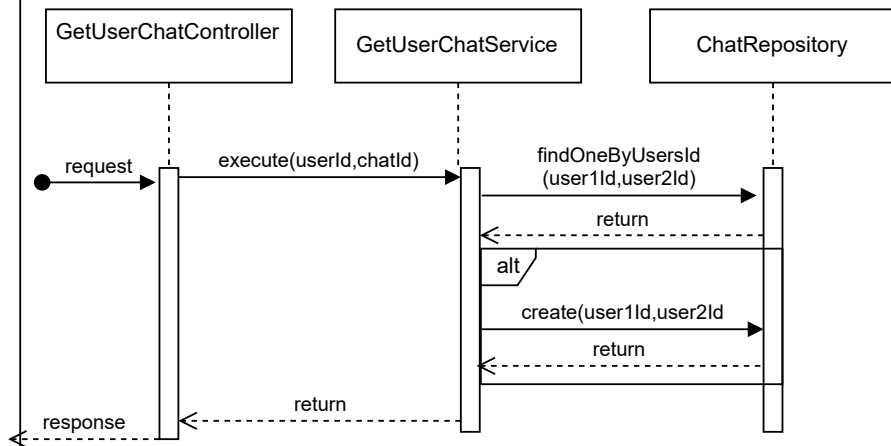 GetUserChatController
GetUserChatService
ChatRepository
request
execute(userId,chatId)
findOneByUsersId
(user1Id,user2Id)
return
alt
create(user1Id,user2Id
return
return
response